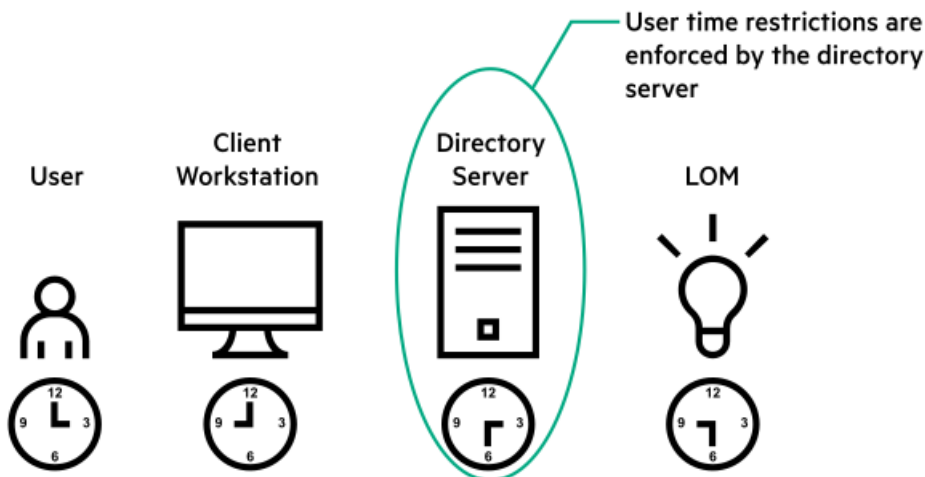 User time restrictions are
enforced by the directory
server
Client
Workstation
Directory
Server
User
LOM
12
9
3
6
12
9
3
6
12
9
3
6
12
9
3
6